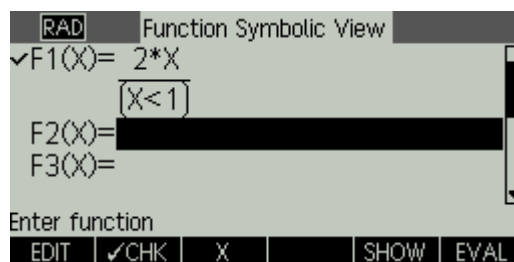 RAD Function Symbolic View
✓F1(X)= 2*X
(X<1)
F2(X)=
F3(X)=
Enter function
EDIT ✓CHK X SHOW EVAL